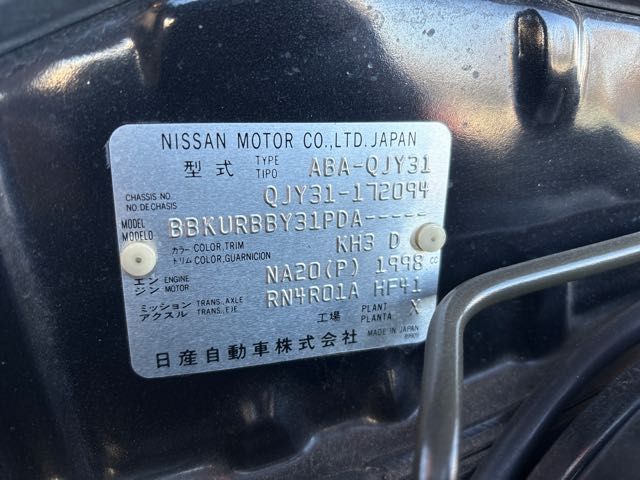 NISSAN MOTOR CO.,LTD.JAPAN
型式 TYPE TIPO ABA-QJY31
CHASSIS NO. NO.DE CHASIS QJY31-172094
MODEL MODELO BBKURBBY31PDA-----
カラートリム COLOR,TRIM COLOR,GUARNICION KH3 D
エンジン ENGINE MOTOR NA20(P) 1998 cc
ミッション アクスル TRANS.,AXLE TRANS.,EJE RN4R01A HF41
工場 PLANT PLANTA X
日産自動車株式会社 MADE IN JAPAN